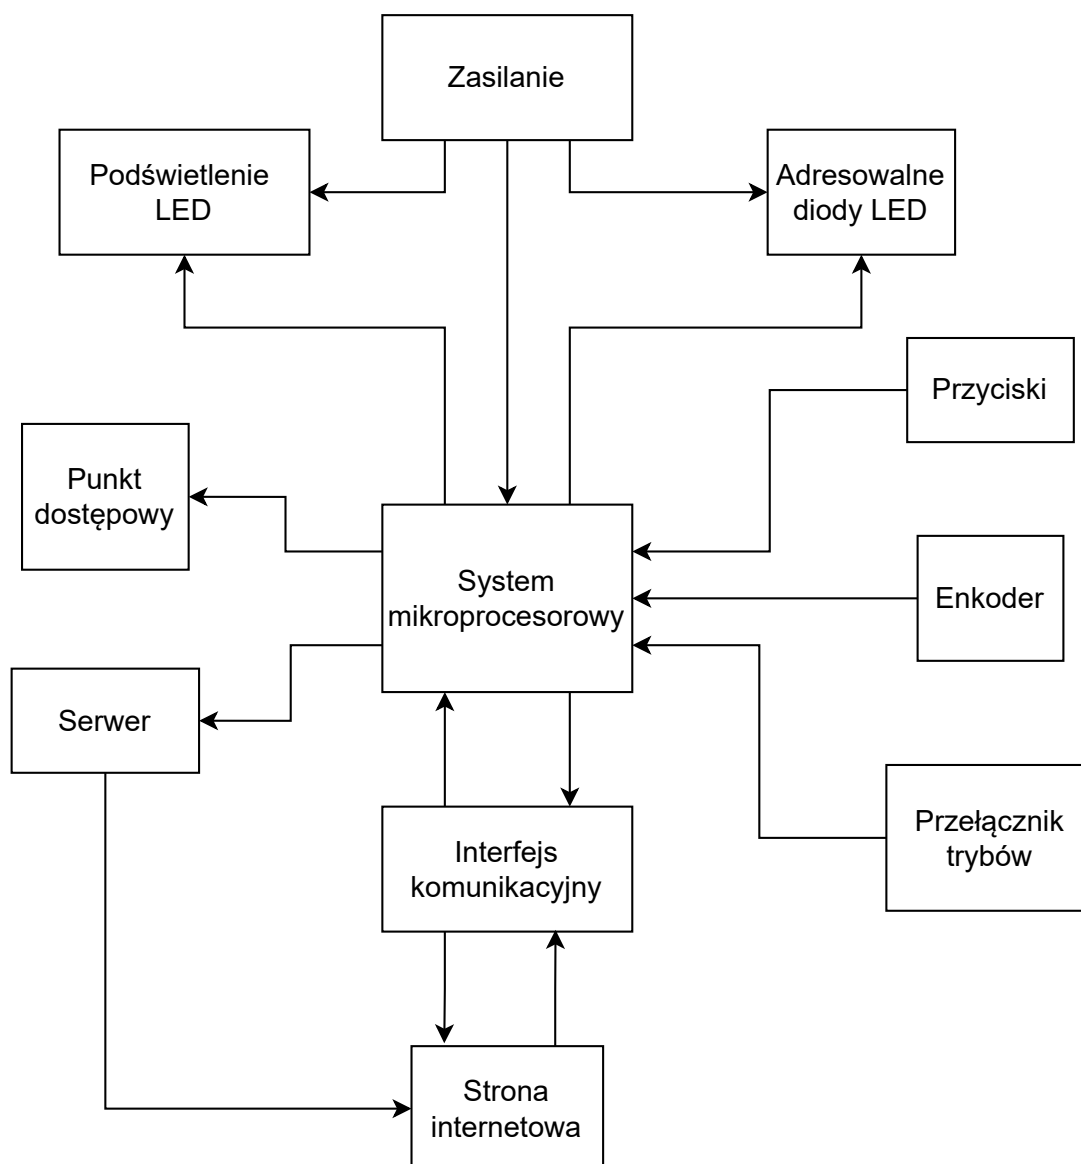 Zasilanie
Podświetlenie
LED
Adresowalne
diody LED
Przyciski
Punkt
dostępowy
System
mikroprocesorowy
Enkoder
Serwer
Interfejs
komunikacyjny
Przełącznik
trybów
Strona
internetowa